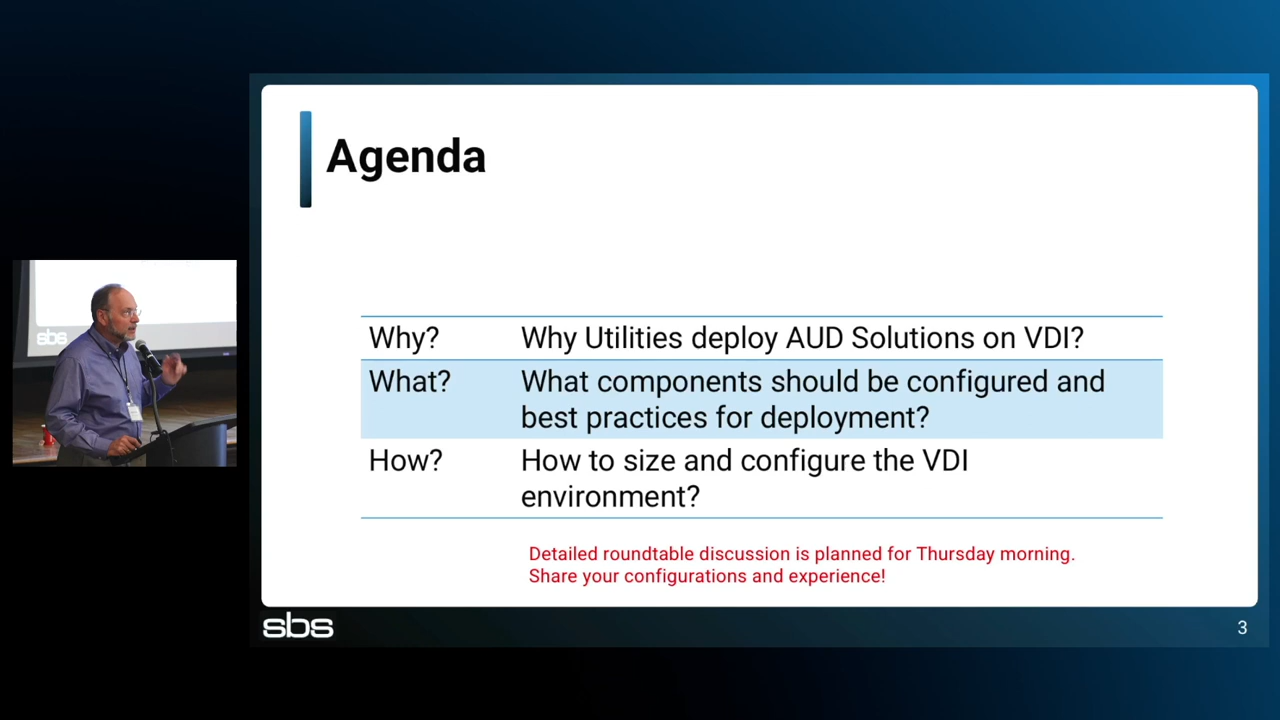 Agenda
Why? Why Utilities deploy AUD Solutions on VDI?
What? What components should be configured and
best practices for deployment?
How? How to size and configure the VDI
environment?
Detailed roundtable discussion is planned for Thursday morning.
Share your configurations and experience!
sbs
3
sbs